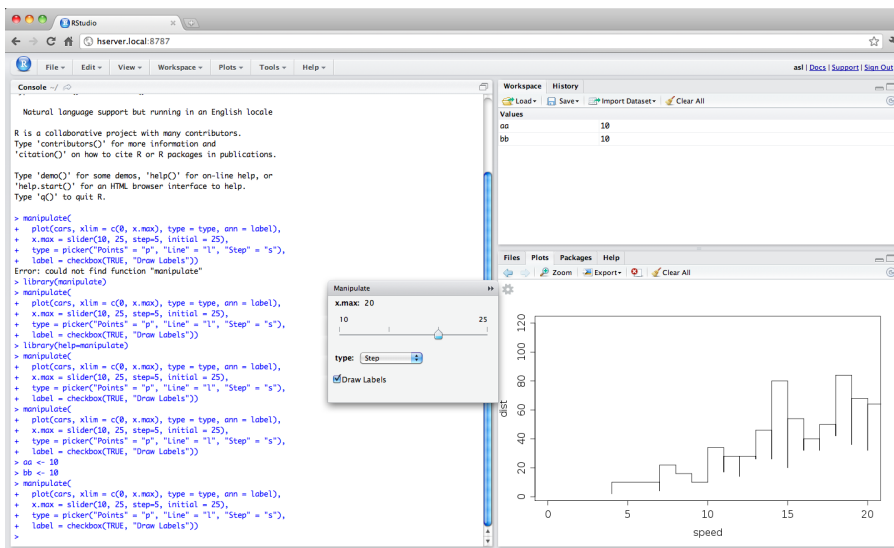 RStudio
hserver.local:8787
File Edit View Workspace Plots Tools Help
asl | Docs | Support | Sign Out
Console ~/
Natural language support but running in an English locale
R is a collaborative project with many contributors.
Type 'contributors()' for more information and
'citation()' on how to cite R or R packages in publications.
Type 'demo()' for some demos, 'help()' for on-line help, or
'help.start()' for an HTML browser interface to help.
Type 'q()' to quit R.
> manipulate(
+   plot(cars, xlim = c(0, x.max), type = type, ann = label),
+   x.max = slider(10, 25, step=5, initial = 25),
+   type = picker("Points" = "p", "Line" = "l", "Step" = "s"),
+   label = checkbox(TRUE, "Draw Labels"))
Error: could not find function "manipulate"
> library(manipulate)
> manipulate(
+   plot(cars, xlim = c(0, x.max), type = type, ann = label),
+   x.max = slider(10, 25, step=5, initial = 25),
+   type = picker("Points" = "p", "Line" = "l", "Step" = "s"),
+   label = checkbox(TRUE, "Draw Labels"))
> library(help=manipulate)
> manipulate(
+   plot(cars, xlim = c(0, x.max), type = type, ann = label),
+   x.max = slider(10, 25, step=5, initial = 25),
+   type = picker("Points" = "p", "Line" = "l", "Step" = "s"),
+   label = checkbox(TRUE, "Draw Labels"))
> manipulate(
+   plot(cars, xlim = c(0, x.max), type = type, ann = label),
+   x.max = slider(10, 25, step=5, initial = 25),
+   type = picker("Points" = "p", "Line" = "l", "Step" = "s"),
+   label = checkbox(TRUE, "Draw Labels"))
> aa <- 10
> bb <- 10
> manipulate(
+   plot(cars, xlim = c(0, x.max), type = type, ann = label),
+   x.max = slider(10, 25, step=5, initial = 25),
+   type = picker("Points" = "p", "Line" = "l", "Step" = "s"),
+   label = checkbox(TRUE, "Draw Labels"))
>
Manipulate
x.max: 20
10 25
type: Step
Draw Labels
Workspace History
Load Save Import Dataset Clear All
Values
aa 10
bb 10
Files Plots Packages Help
Zoom Export Clear All
120
100
80
60
40
20
0
dist
0 5 10 15 20
speed